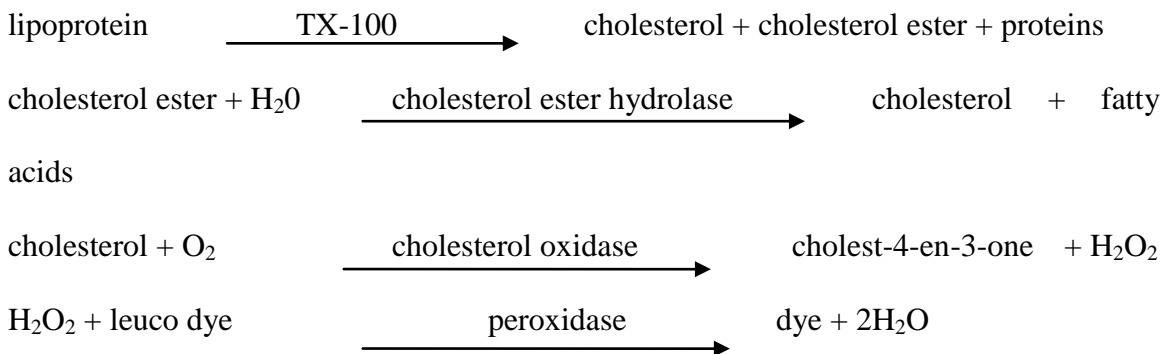 lipoprotein TX-100 cholesterol + cholesterol ester + proteins
cholesterol ester + H₂0 cholesterol ester hydrolase cholesterol + fatty
acids
cholesterol + O₂ cholesterol oxidase cholest-4-en-3-one + H₂O₂
H₂O₂ + leuco dye peroxidase dye + 2H₂O